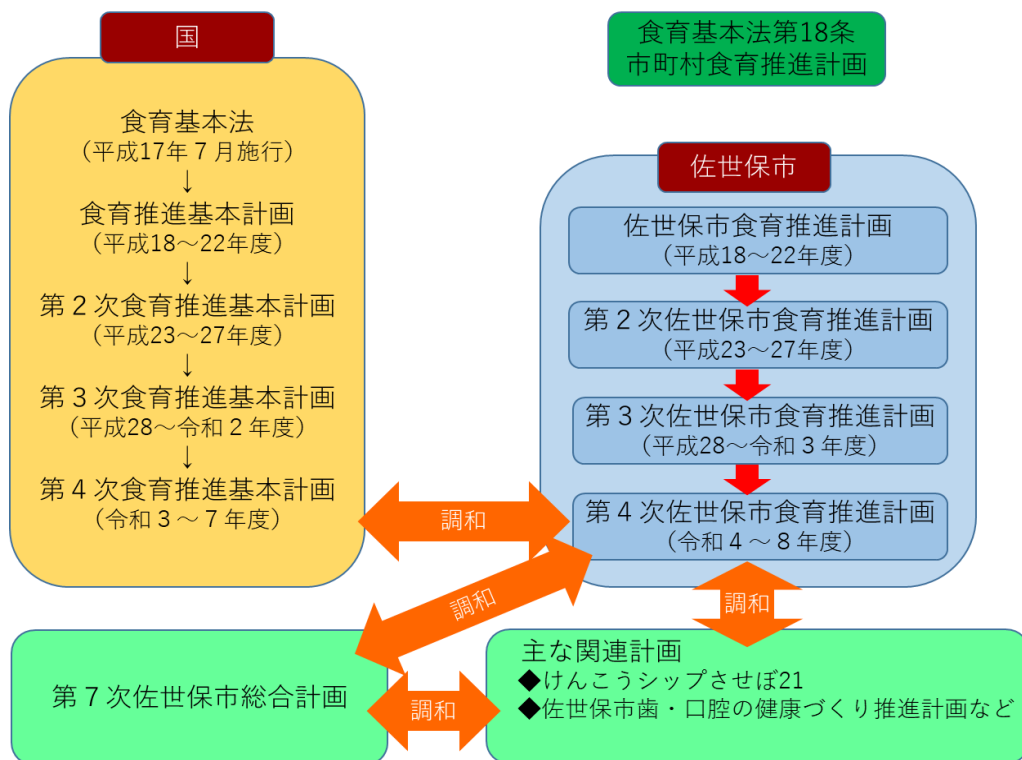 国
食育基本法
（平成17年７月施行）
↓
食育推進基本計画
（平成18～22年度）
↓
第２次食育推進基本計画
（平成23～27年度）
↓
第３次食育推進基本計画
（平成28～令和２年度）
↓
第４次食育推進基本計画
（令和３～７年度）
食育基本法第18条
市町村食育推進計画
佐世保市
佐世保市食育推進計画
（平成18～22年度）
第２次佐世保市食育推進計画
（平成23～27年度）
第３次佐世保市食育推進計画
（平成28～令和３年度）
第４次佐世保市食育推進計画
（令和４～８年度）
調和
調和
調和
第７次佐世保市総合計画
調和
主な関連計画
◆けんこうシップさせぼ21
◆佐世保市歯・口腔の健康づくり推進計画など